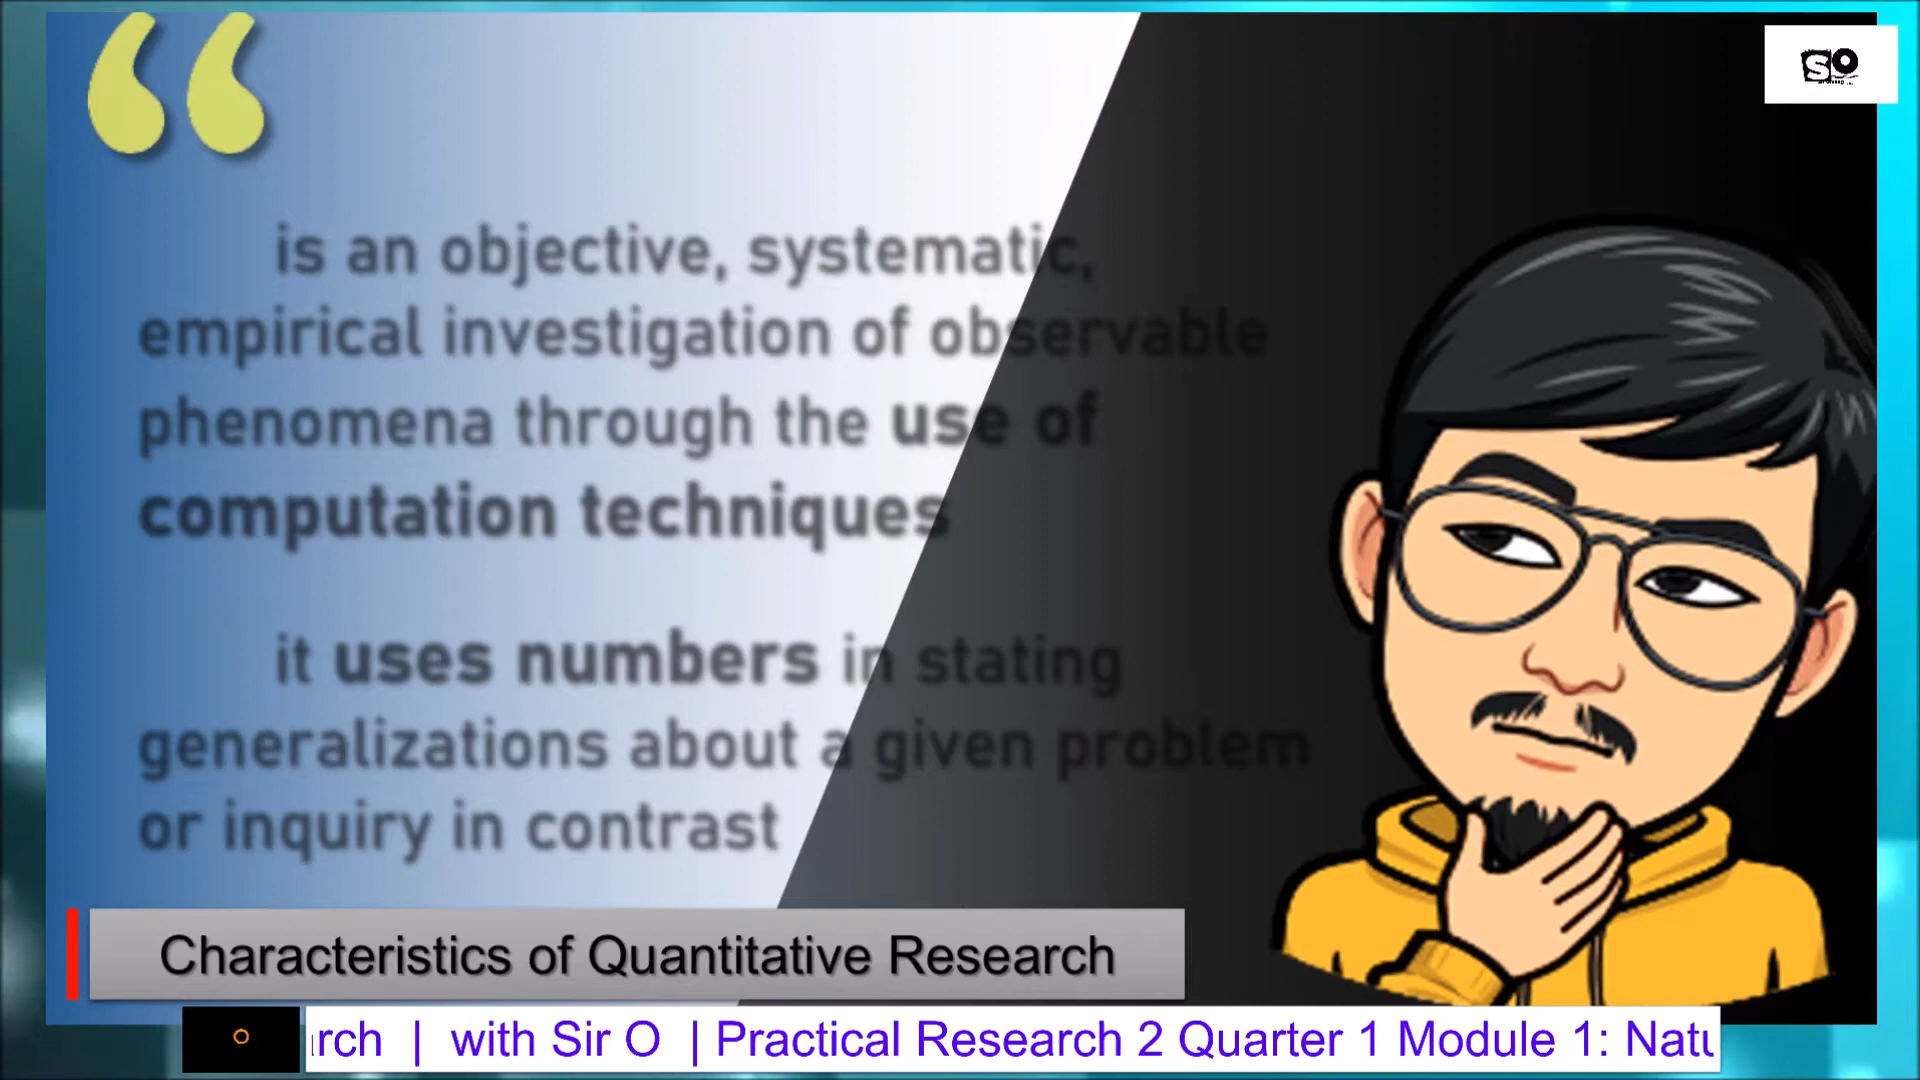 SO
is an objective, systematic,
empirical investigation of observable
phenomena through the use of
computation techniques
it uses numbers in stating
generalizations about a given problem
or inquiry in contrast
Characteristics of Quantitative Research
rch | with Sir O | Practical Research 2 Quarter 1 Module 1: Natu